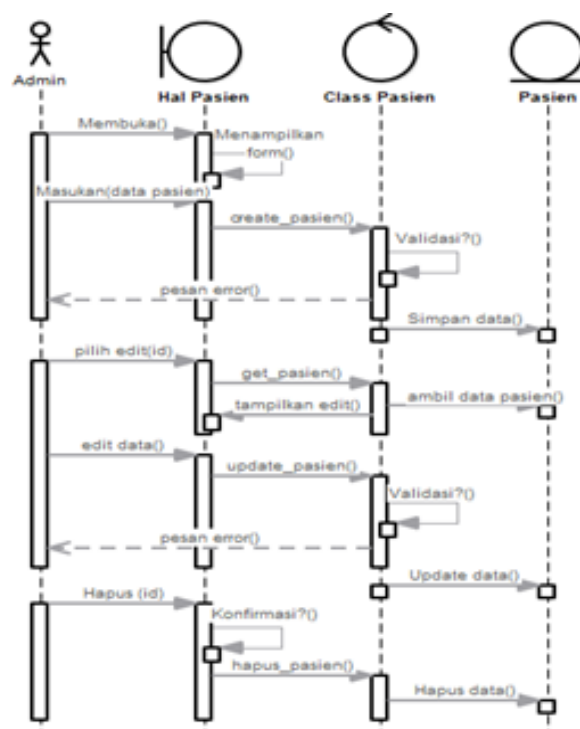 Admin
Hal Pasien
Class Pasien
Pasien
Membuka()
Menampilkan
form()
Masukan(data pasien)
create_pasien()
Validasi?()
pesan error()
Simpan data()
pilih edit(id)
get_pasien()
tampilkan edit()
ambil data pasien()
edit data()
update_pasien()
Validasi?()
pesan error()
Update data()
Hapus (id)
Konfirmasi?()
hapus_pasien()
Hapus data()